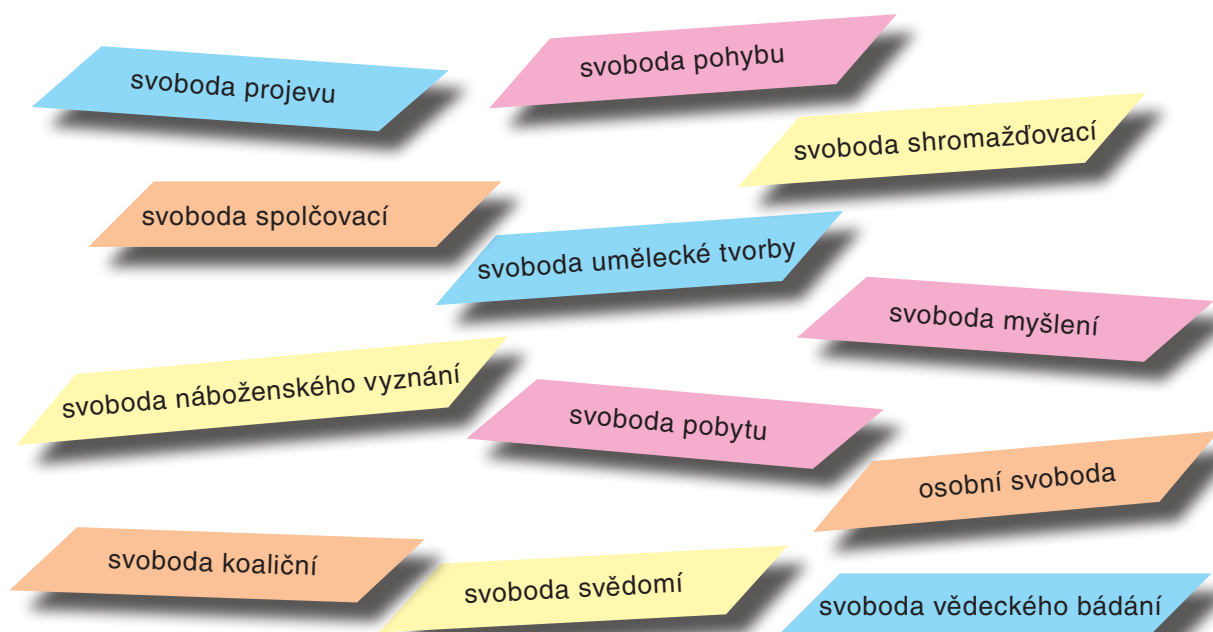 svoboda projevu
svoboda pohybu
svoboda shromažďovací
svoboda spolčovací
svoboda umělecké tvorby
svoboda myšlení
svoboda náboženského vyznání
svoboda pobytu
osobní svoboda
svoboda koaliční
svoboda svědomí
svoboda vědeckého bádání